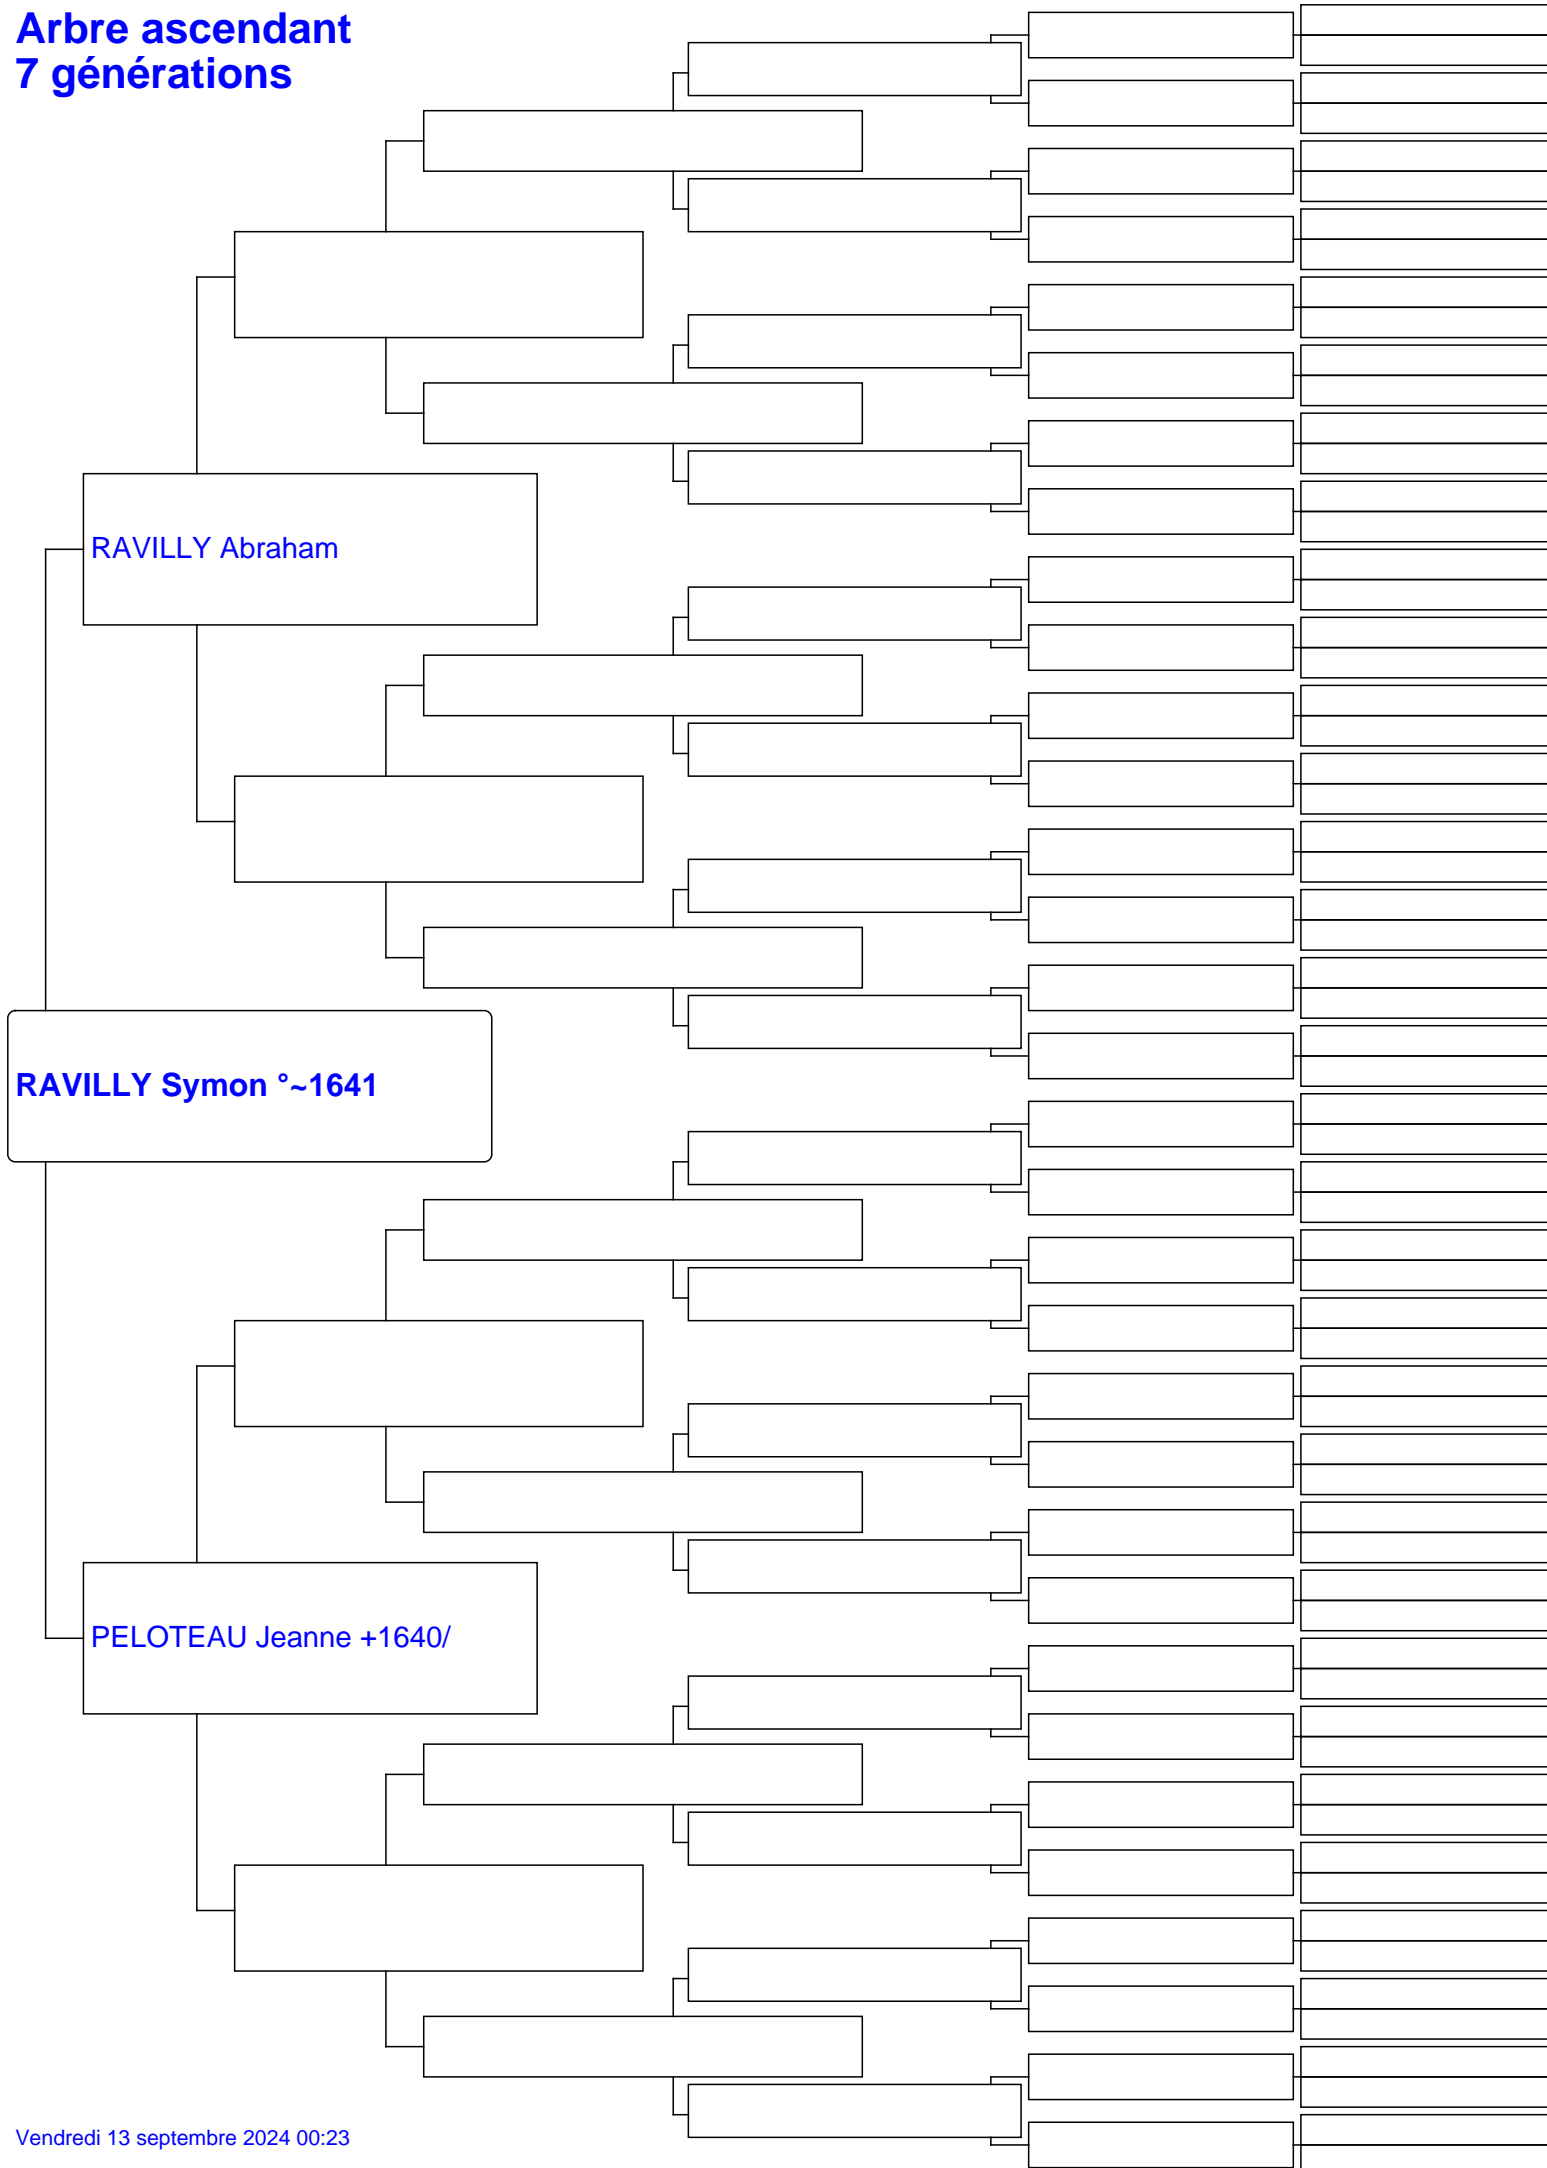 Arbre ascendant
7 générations
RAVILLY Abraham
RAVILLY Symon °~1641
PELOTEAU Jeanne +1640/
Vendredi 13 septembre 2024 00:23